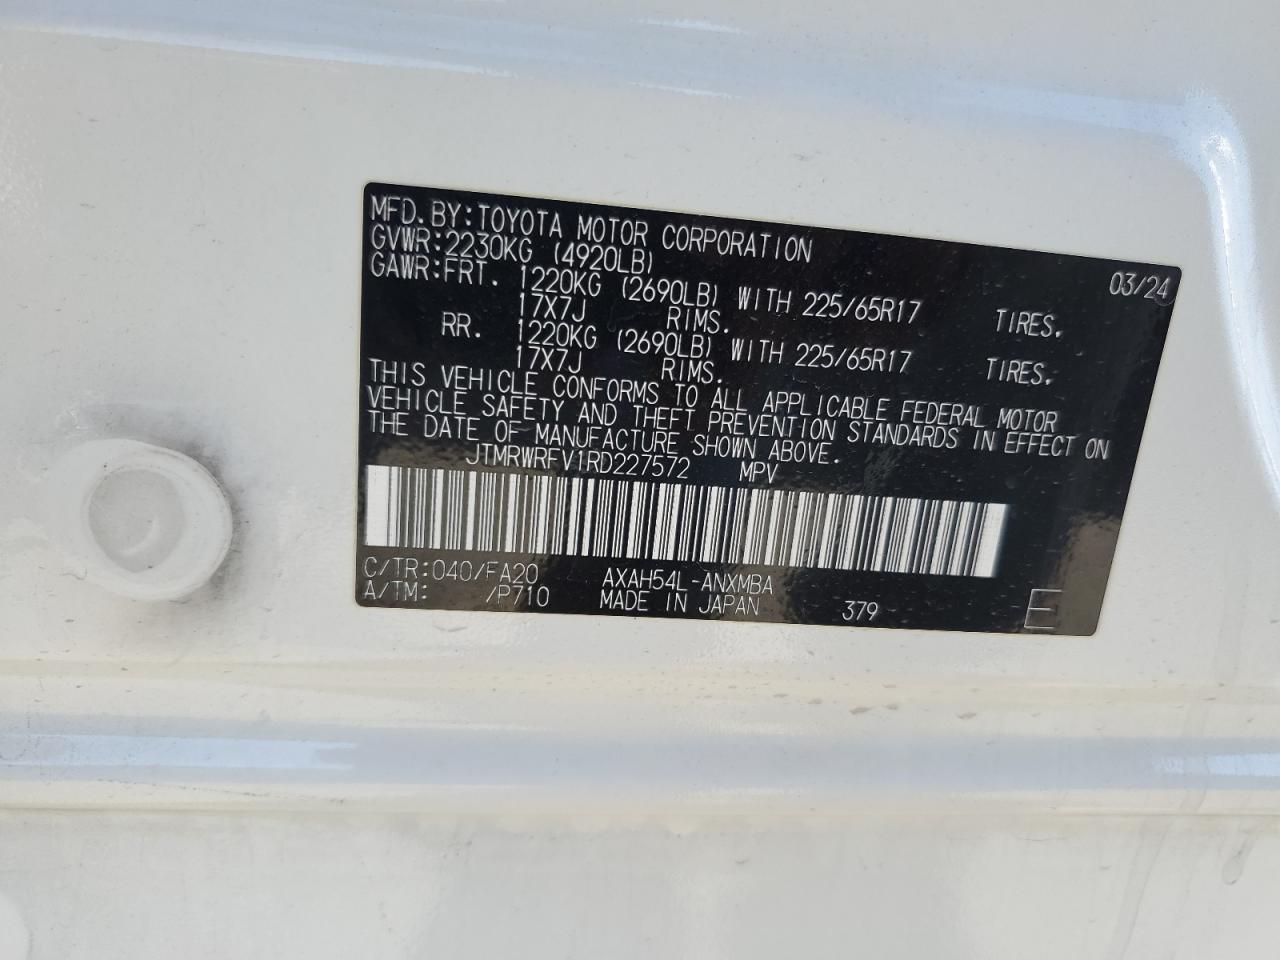 MFD. BY:TOYOTA MOTOR CORPORATION 03/24
GVWR:2230KG (4920LB)
GAWR:FRT. 1220KG (2690LB) WITH 225/65R17 TIRES.
17X7J RIMS.
RR. 1220KG (2690LB) WITH 225/65R17 TIRES.
17X7J RIMS.
THIS VEHICLE CONFORMS TO ALL APPLICABLE FEDERAL MOTOR
VEHICLE SAFETY AND THEFT PREVENTION STANDARDS IN EFFECT ON
THE DATE OF MANUFACTURE SHOWN ABOVE.
JTMRWRFV1RD227572 MPV
C/TR:040/FA20 AXAH54L-ANXMBA
A/TM: /P710 MADE IN JAPAN 379 E